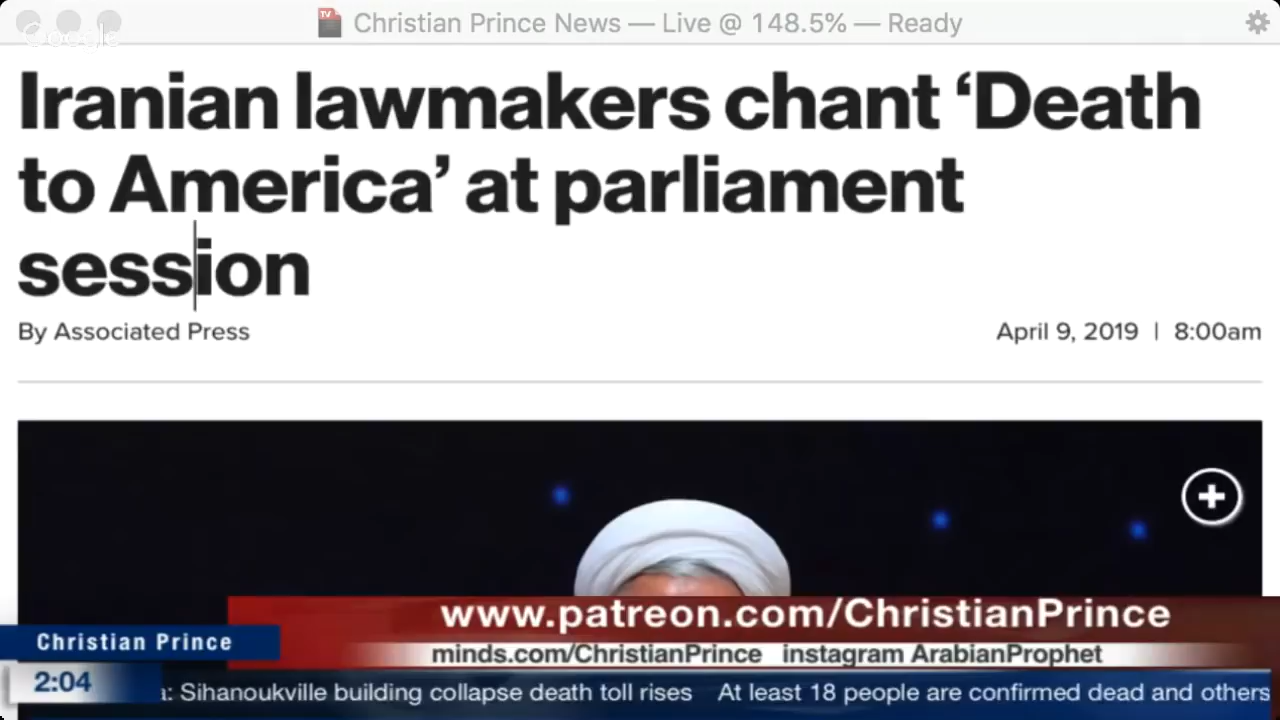 TV
Christian Prince News — Live @ 148.5% — Ready
Google
Iranian lawmakers chant ‘Death
to America’ at parliament
session
By Associated Press
April 9, 2019 | 8:00am
www.patreon.com/ChristianPrince
Christian Prince
minds.com/ChristianPrince instagram ArabianProphet
2:04
a: Sihanoukville building collapse death toll rises At least 18 people are confirmed dead and others